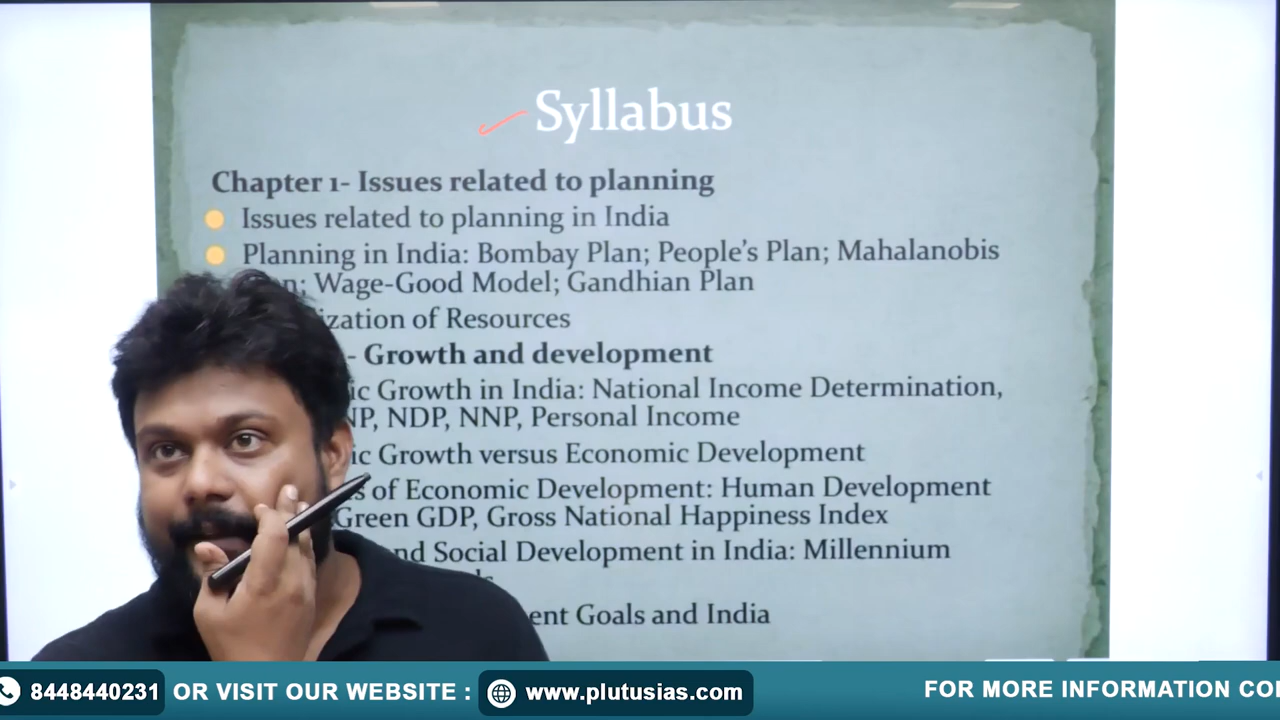 Syllabus
Chapter 1- Issues related to planning
Issues related to planning in India
Planning in India: Bombay Plan; People's Plan; Mahalanobis
Wage-Good Model; Gandhian Plan
of Resources
- Growth and development
Growth in India: National Income Determination,
NDP, NNP, Personal Income
Growth versus Economic Development
of Economic Development: Human Development
Green GDP, Gross National Happiness Index
Social Development in India: Millennium
Goals and India
8448440231 OR VISIT OUR WEBSITE : www.plutusias.com FOR MORE INFORMATION